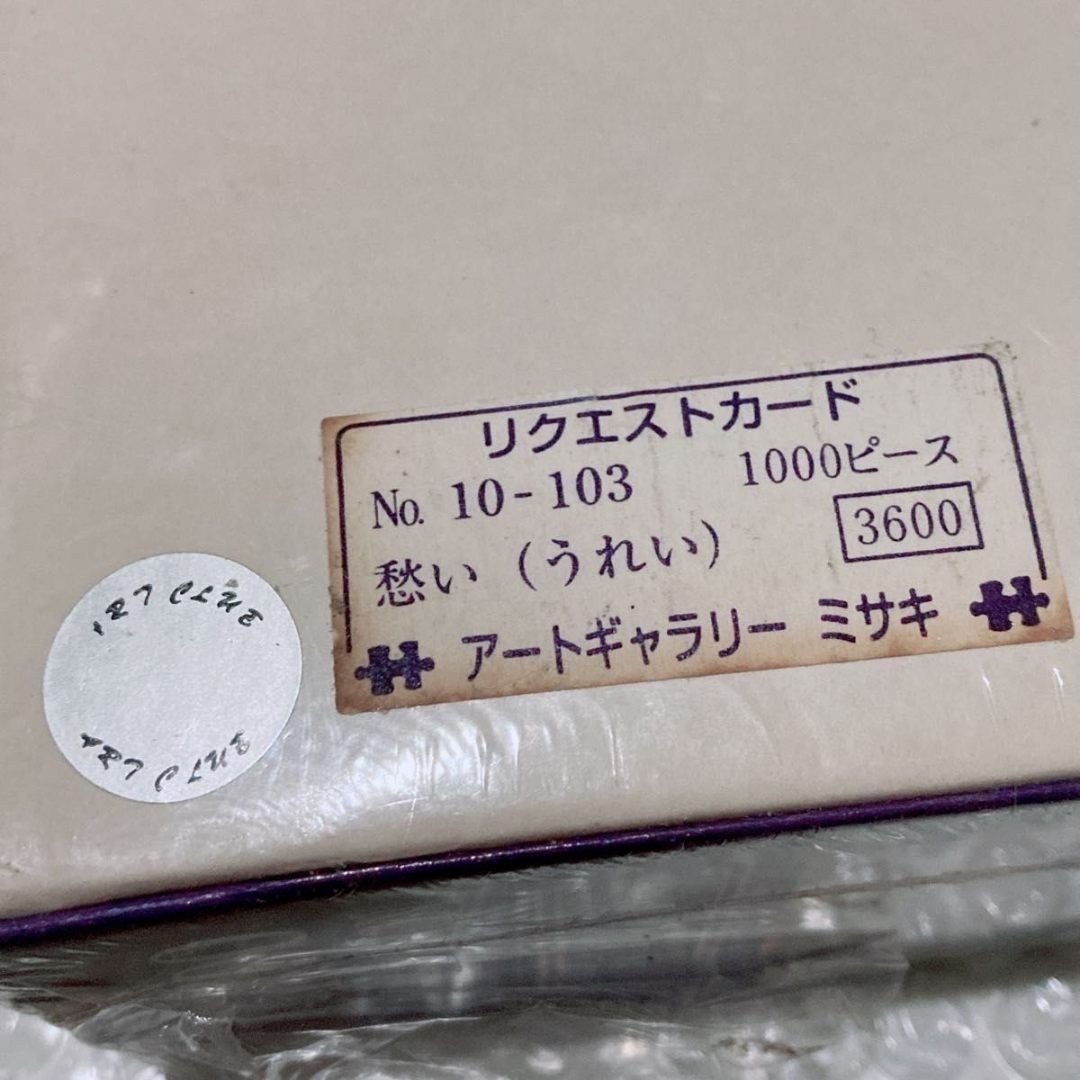 リクエストカード
No. 10-103 1000ピース
愁い（うれい） 3600
アートギャラリー ミサキ